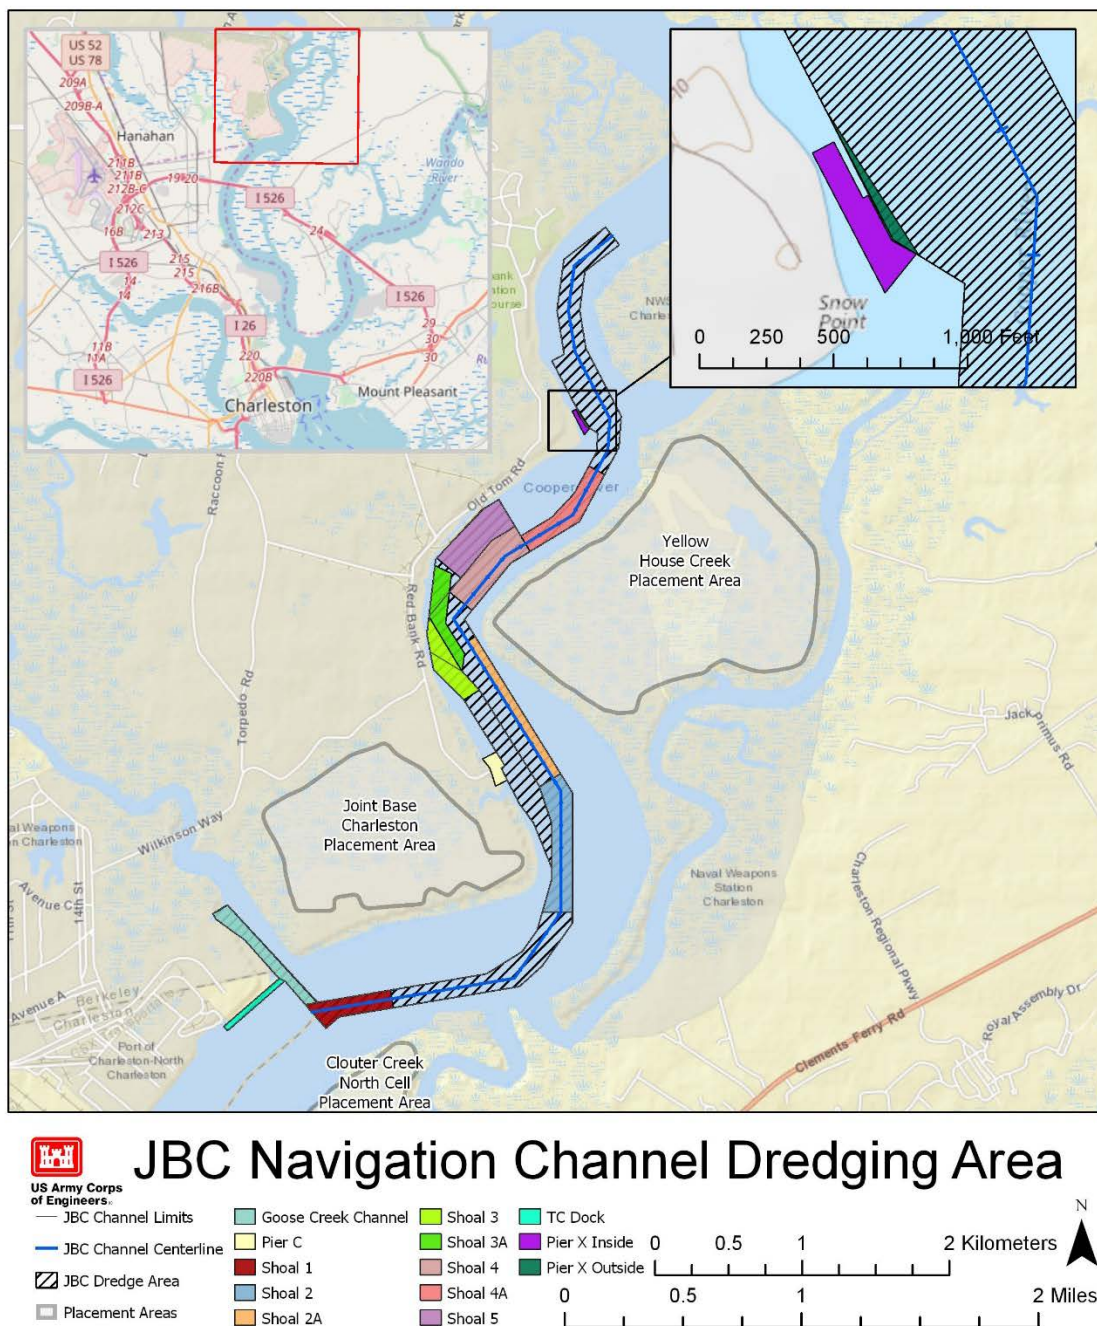 US 52
US 78
209A
209B-A
Hanahan
211B
211B
212B-C
212C
16B
213
19-20
I 526
24
Wando
River
I 526
14
14
215
215
216B
I 526
29
30
30
I 26
11B
11A
I 526
220
220B
Mount Pleasant
Charleston
10
Snow
Point
0 250 500 1,000 Feet
NWS
Old Tom Rd
Cooper River
Red Bank Rd
Torpedo Rd
Yellow
House Creek
Placement Area
Jack Primus Rd
Joint Base
Charleston
Placement Area
Wilkinson Way
14th St
Avenue C
Naval Weapons
Station
Charleston
Charleston Regional Pkwy
Clements Ferry Rd
Royal Assembly Dr
Avenue A
Berkeley
Charleston
Port of
Charleston-North
Charleston
Clouter Creek
North Cell
Placement Area
US Army Corps
of Engineers
JBC Navigation Channel Dredging Area
JBC Channel Limits
JBC Channel Centerline
JBC Dredge Area
Placement Areas
Goose Creek Channel
Pier C
Shoal 1
Shoal 2
Shoal 2A
Shoal 3
Shoal 3A
Shoal 4
Shoal 4A
Shoal 5
TC Dock
Pier X Inside
Pier X Outside
N
0 0.5 1 2 Kilometers
0 0.5 1 2 Miles